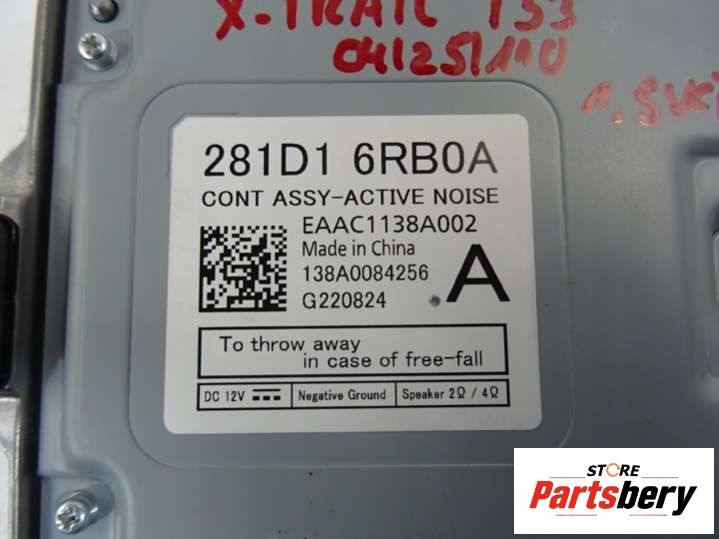 X-TRAIL T33
041251110
281D1 6RB0A
CONT ASSY-ACTIVE NOISE
EAAC1138A002
Made in China
138A0084256
G220824
A
To throw away
in case of free-fall
DC 12V
Negative Ground
Speaker 2Ω / 4Ω
STORE
Partsbery